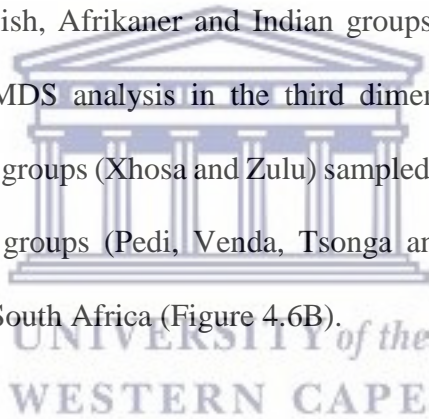 ish, Afrikaner and Indian groups
MDS analysis in the third dimen
groups (Xhosa and Zulu) sampled
groups (Pedi, Venda, Tsonga an
South Africa (Figure 4.6B).
UNIVERSITY of the
WESTERN CAPE